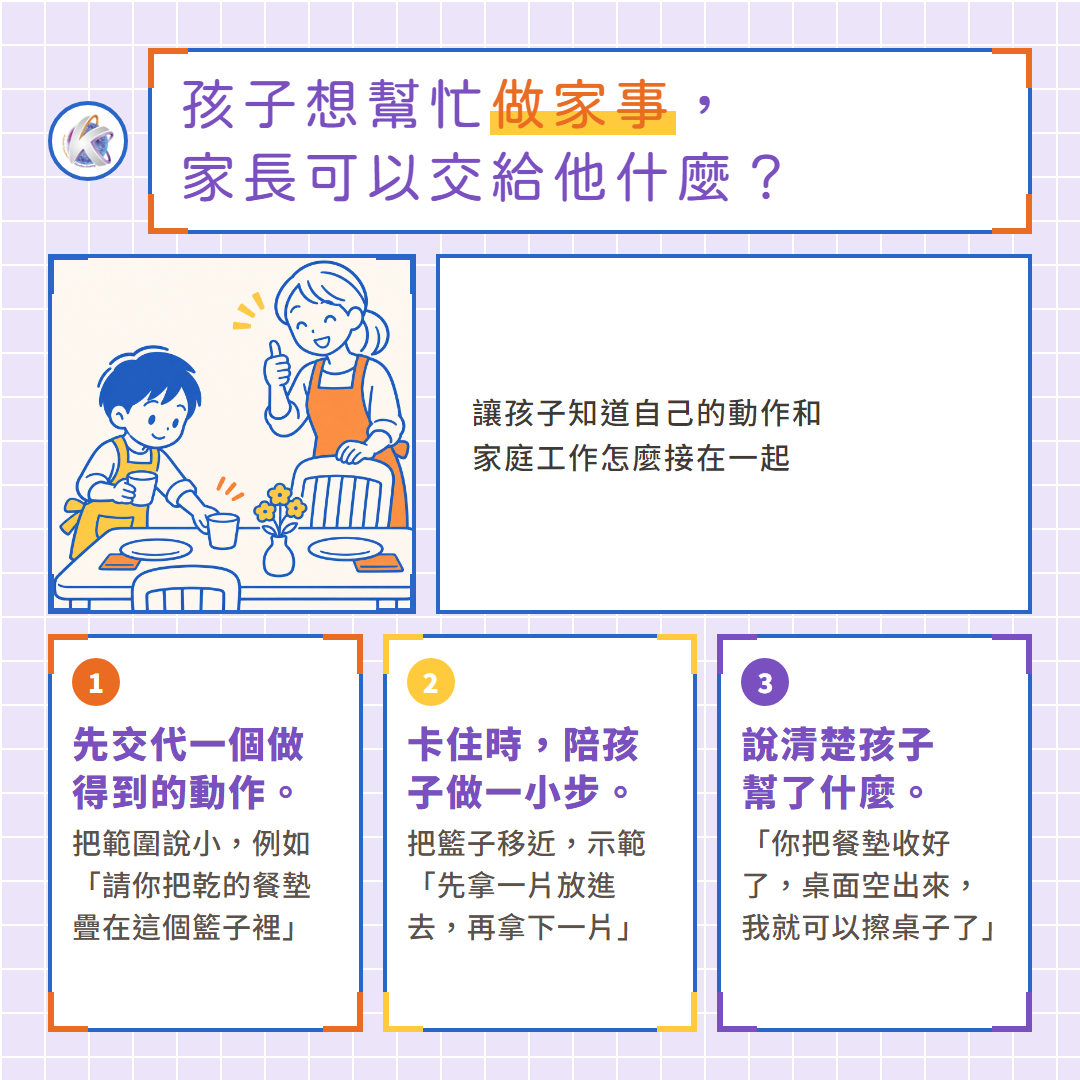 孩子想幫忙做家事，
家長可以交給他什麼？
讓孩子知道自己的動作和
家庭工作怎麼接在一起
1
先交代一個做
得到的動作。
把範圍說小，例如
「請你把乾的餐墊
疊在這個籃子裡」
2
卡住時，陪孩
子做一小步。
把籃子移近，示範
「先拿一片放進
去，再拿下一片」
3
說清楚孩子
幫了什麼。
「你把餐墊收好
了，桌面空出來，
我就可以擦桌子了」